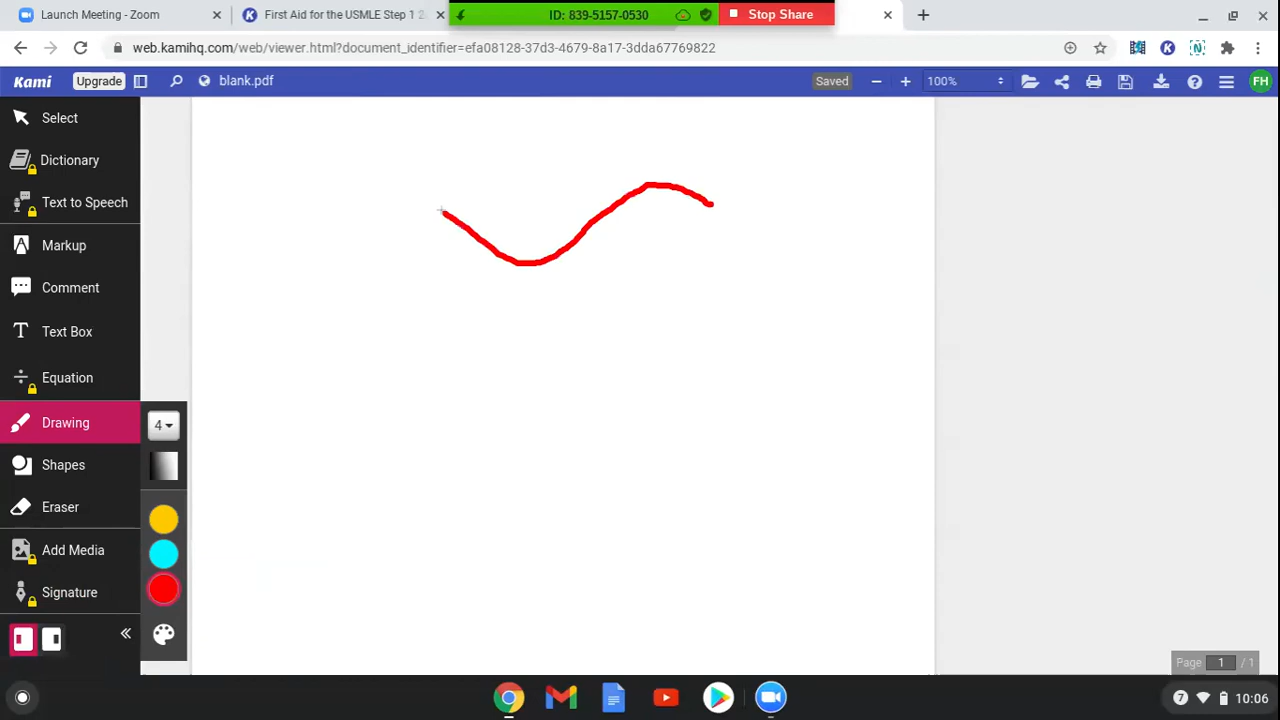 Launch Meeting - Zoom
First Aid for the USMLE Step 1 2
ID: 839-5157-0530
Stop Share
web.kamihq.com/web/viewer.html?document_identifier=efa08128-37d3-4679-8a17-3dda67769822
Kami
Upgrade
blank.pdf
Saved
100%
FH
Select
Dictionary
Text to Speech
Markup
Comment
Text Box
Equation
Drawing
4
Shapes
Eraser
Add Media
Signature
Page 1 / 1
7
10:06